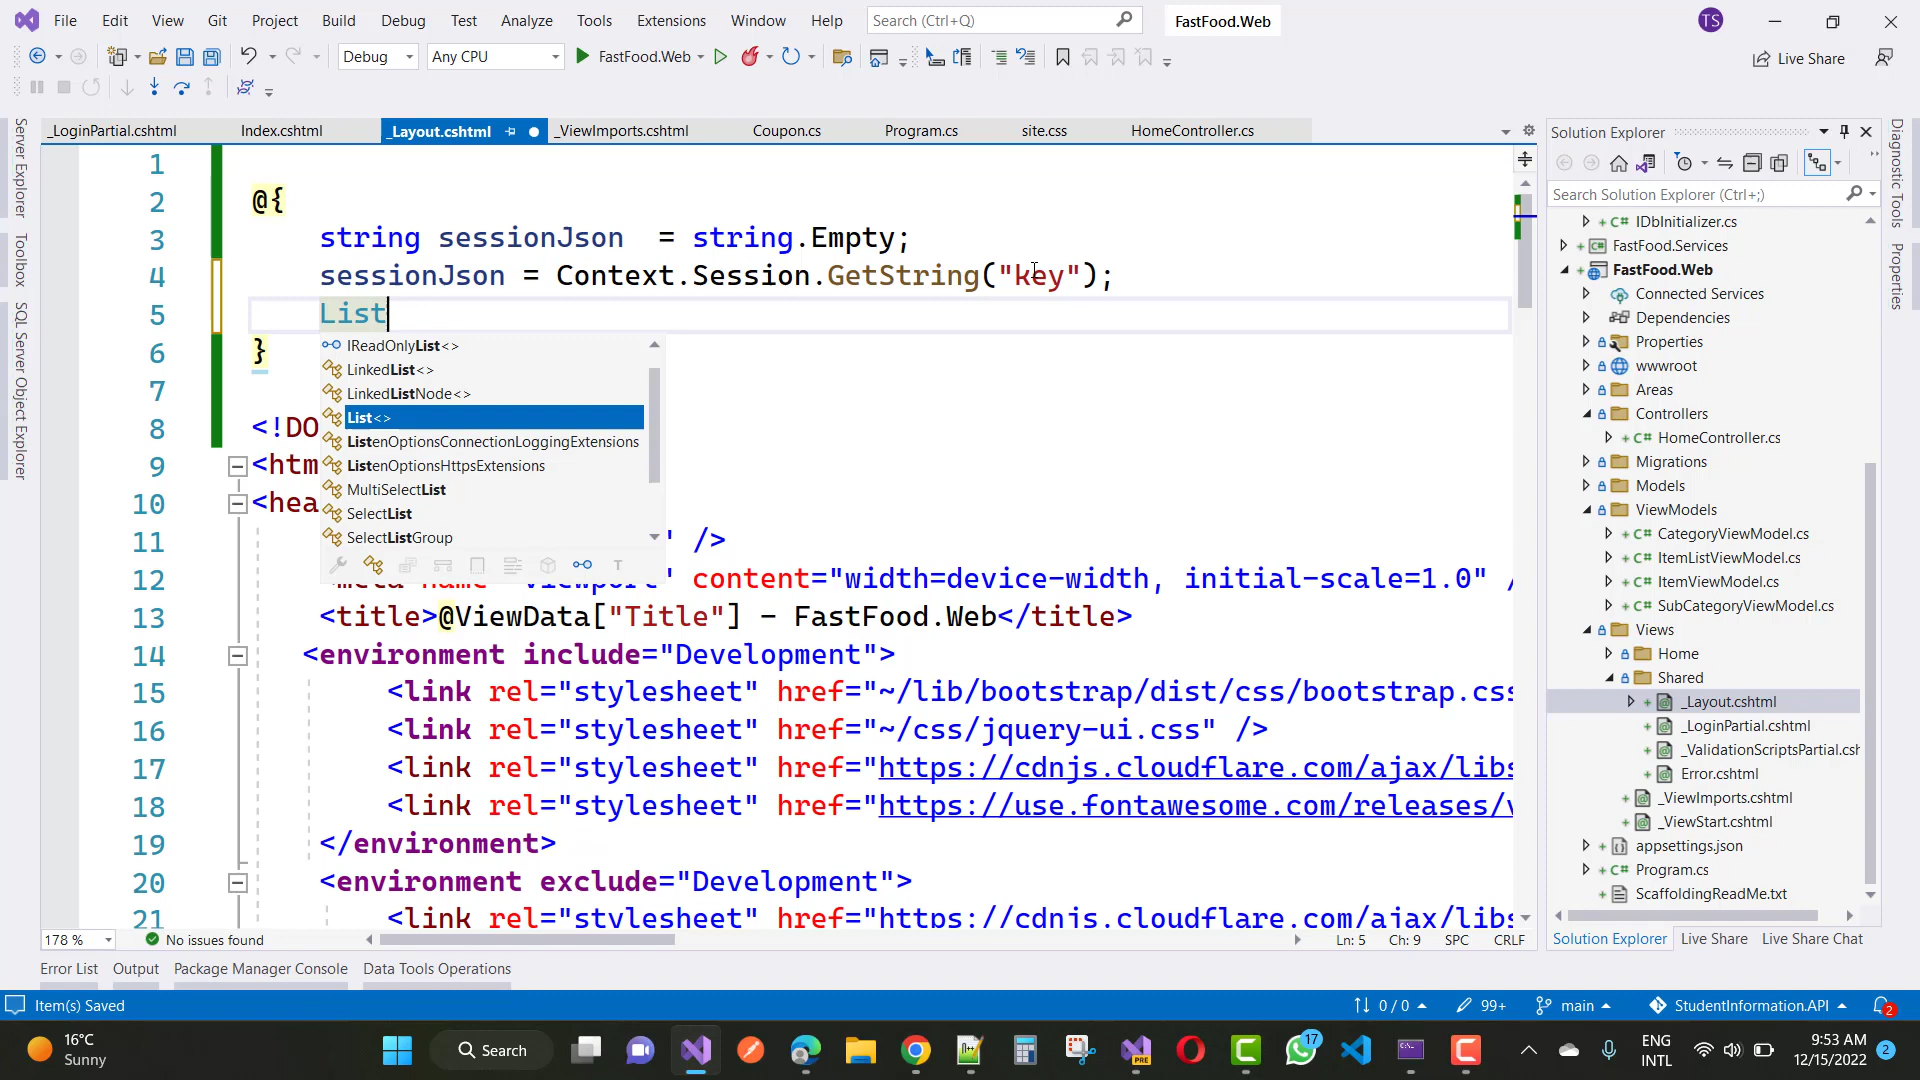 File Edit View Git Project Build Debug Test Analyze Tools Extensions Window Help Search (Ctrl+Q) FastFood.Web TS
Debug Any CPU FastFood.Web Live Share
_LoginPartial.cshtml Index.cshtml _Layout.cshtml _ViewImports.cshtml Coupon.cs Program.cs site.css HomeController.cs
Server Explorer
Toolbox
SQL Server Object Explorer
1
2 @{
3 string sessionJson = string.Empty;
4 sessionJson = Context.Session.GetString("key");
5 List
6 }
7
8 <!DO
9 <htm
10 <hea
11 " />
12 content="width=device-width, initial-scale=1.0" /
13 <title>@ViewData["Title"] - FastFood.Web</title>
14 <environment include="Development">
15 <link rel="stylesheet" href="~/lib/bootstrap/dist/css/bootstrap.css
16 <link rel="stylesheet" href="~/css/jquery-ui.css" />
17 <link rel="stylesheet" href="https://cdnjs.cloudflare.com/ajax/libs
18 <link rel="stylesheet" href="https://use.fontawesome.com/releases/v
19 </environment>
20 <environment exclude="Development">
21 <link rel="stylesheet" href="https://cdnjs.cloudflare.com/ajax/libs
IReadOnlyList<>
LinkedList<>
LinkedListNode<>
List<>
ListenOptionsConnectionLoggingExtensions
ListenOptionsHttpsExtensions
MultiSelectList
SelectList
SelectListGroup
178 % No issues found Ln: 5 Ch: 9 SPC CRLF
Solution Explorer
Search Solution Explorer (Ctrl+;)
IDbInitializer.cs
FastFood.Services
FastFood.Web
Connected Services
Dependencies
Properties
wwwroot
Areas
Controllers
HomeController.cs
Migrations
Models
ViewModels
CategoryViewModel.cs
ItemListViewModel.cs
ItemViewModel.cs
SubCategoryViewModel.cs
Views
Home
Shared
_Layout.cshtml
_LoginPartial.cshtml
_ValidationScriptsPartial.csh
Error.cshtml
_ViewImports.cshtml
_ViewStart.cshtml
appsettings.json
Program.cs
ScaffoldingReadMe.txt
Solution Explorer Live Share Live Share Chat
Diagnostic Tools
Properties
Error List Output Package Manager Console Data Tools Operations
Item(s) Saved 0 / 0 99+ main StudentInformation.API 2
16°C
Sunny
Search
PRE
17
ENG
INTL
9:53 AM
12/15/2022
2